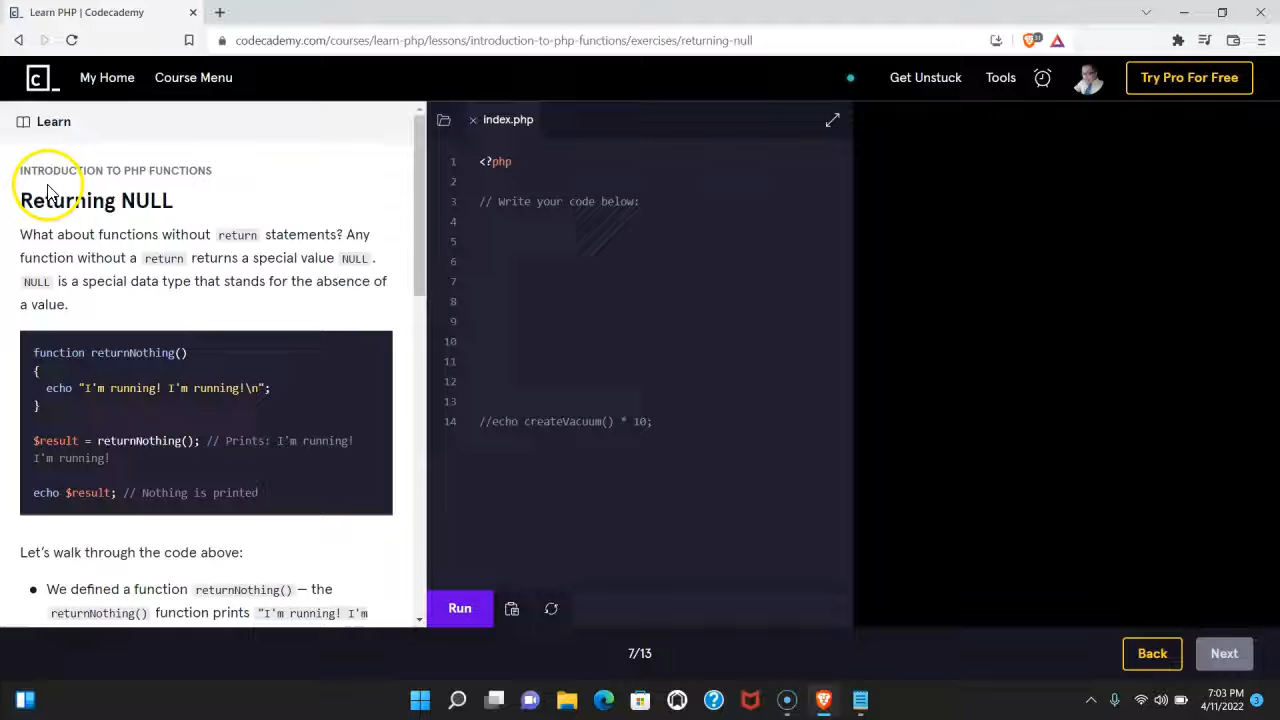 Learn PHP | Codecademy
codecademy.com/courses/learn-php/lessons/introduction-to-php-functions/exercises/returning-null
31
C_
My Home
Course Menu
Get Unstuck
Tools
Try Pro For Free
Learn
INTRODUCTION TO PHP FUNCTIONS
Returning NULL
What about functions without return statements? Any
function without a return returns a special value NULL.
NULL is a special data type that stands for the absence of
a value.
function returnNothing()
{
echo "I'm running! I'm running!\n";
}
$result = returnNothing(); // Prints: I'm running!
I'm running!
echo $result; // Nothing is printed
Let's walk through the code above:
We defined a function returnNothing() — the
returnNothing() function prints "I'm running! I'm
index.php
1 <?php
2
3 // Write your code below:
4
5
6
7
8
9
10
11
12
13
14 //echo createVacuum() * 10;
Run
7/13
Back
Next
7:03 PM
4/11/2022
3